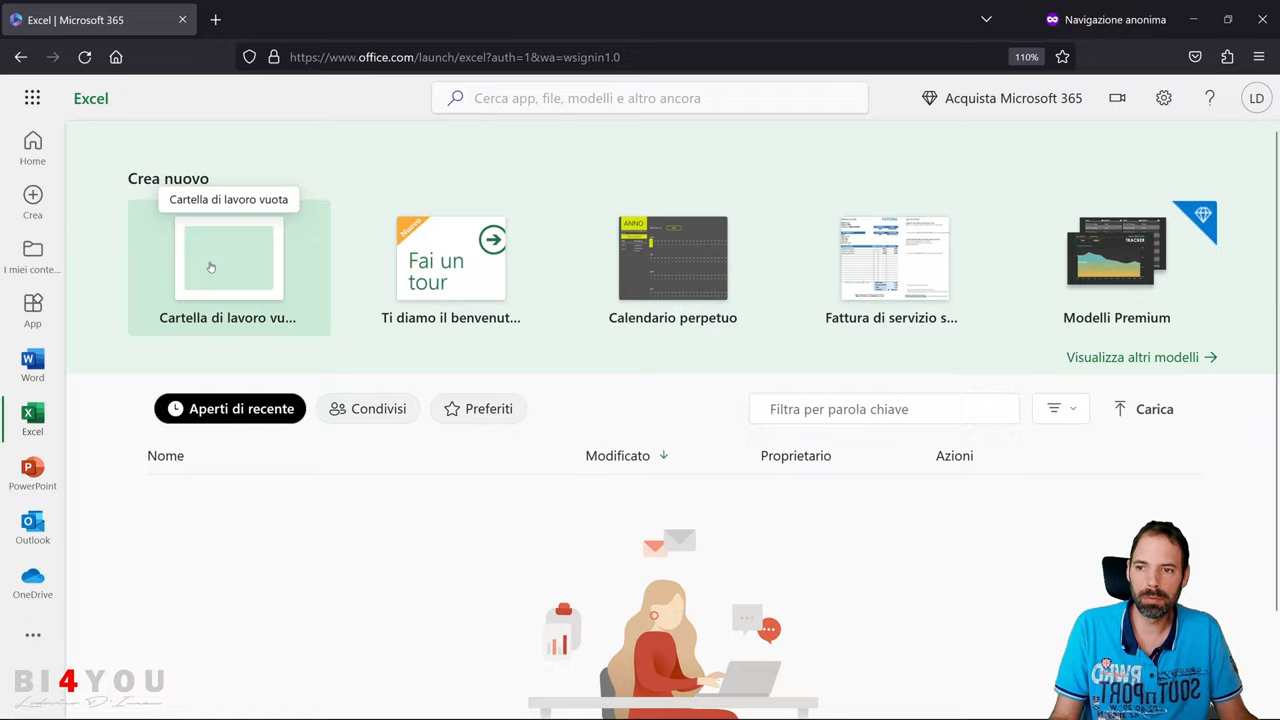 Excel | Microsoft 365
Navigazione anonima
https://www.office.com/launch/excel?auth=1&wa=wsignin1.0
110%
Excel
Cerca app, file, modelli e altro ancora
Acquista Microsoft 365
LD
Home
Crea
I miei conte...
App
Word
Excel
PowerPoint
Outlook
OneDrive
Crea nuovo
Cartella di lavoro vuota
Cartella di lavoro vu...
Fai un
tour
Ti diamo il benvenut...
ANNO
Calendario perpetuo
FATTURA
Fattura di servizio s...
TRACKER
Modelli Premium
Visualizza altri modelli
Aperti di recente
Condivisi
Preferiti
Filtra per parola chiave
Carica
Nome
Modificato
Proprietario
Azioni
BI4YOU